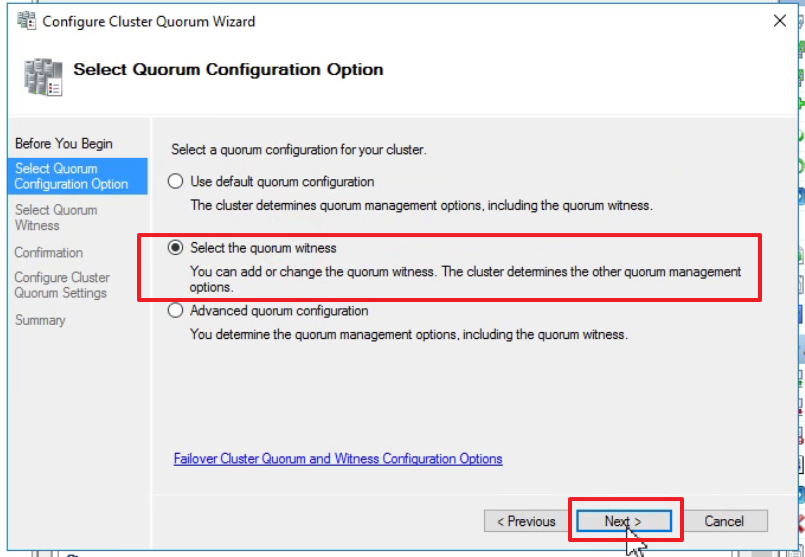 Configure Cluster Quorum Wizard
Select Quorum Configuration Option
Before You Begin
Select Quorum
Configuration Option
Select Quorum
Witness
Confirmation
Configure Cluster
Quorum Settings
Summary
Select a quorum configuration for your cluster.
Use default quorum configuration
The cluster determines quorum management options, including the quorum witness.
Select the quorum witness
You can add or change the quorum witness. The cluster determines the other quorum management
options.
Advanced quorum configuration
You determine the quorum management options, including the quorum witness.
Failover Cluster Quorum and Witness Configuration Options
< Previous
Next >
Cancel